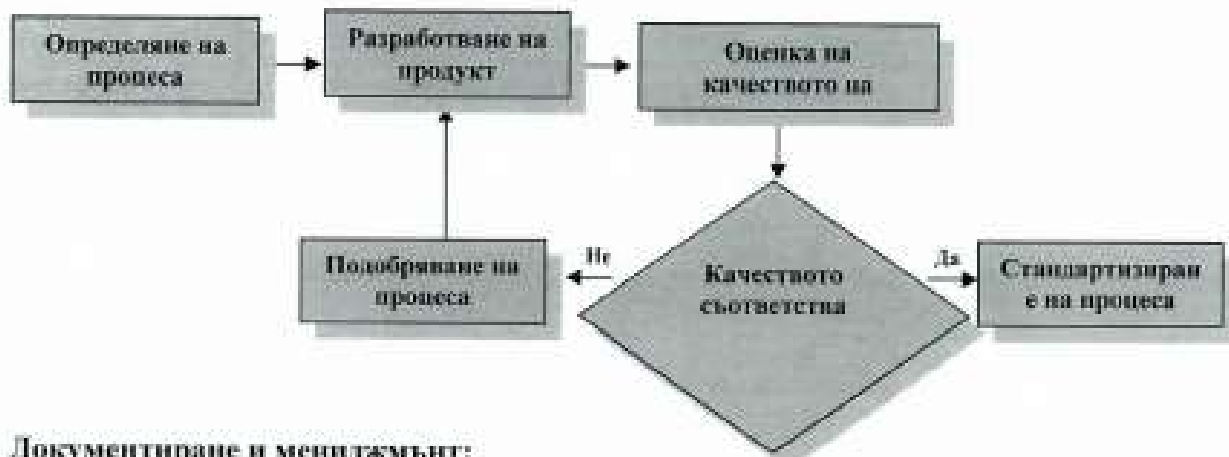 Определяне на
процеса
Разработване на
продукт
Оценка на
качеството на
Качеството
съответства
Не
Да
Подобряване на
процеса
Стандартизиран
е на процеса
Документиране и мениджмънт: